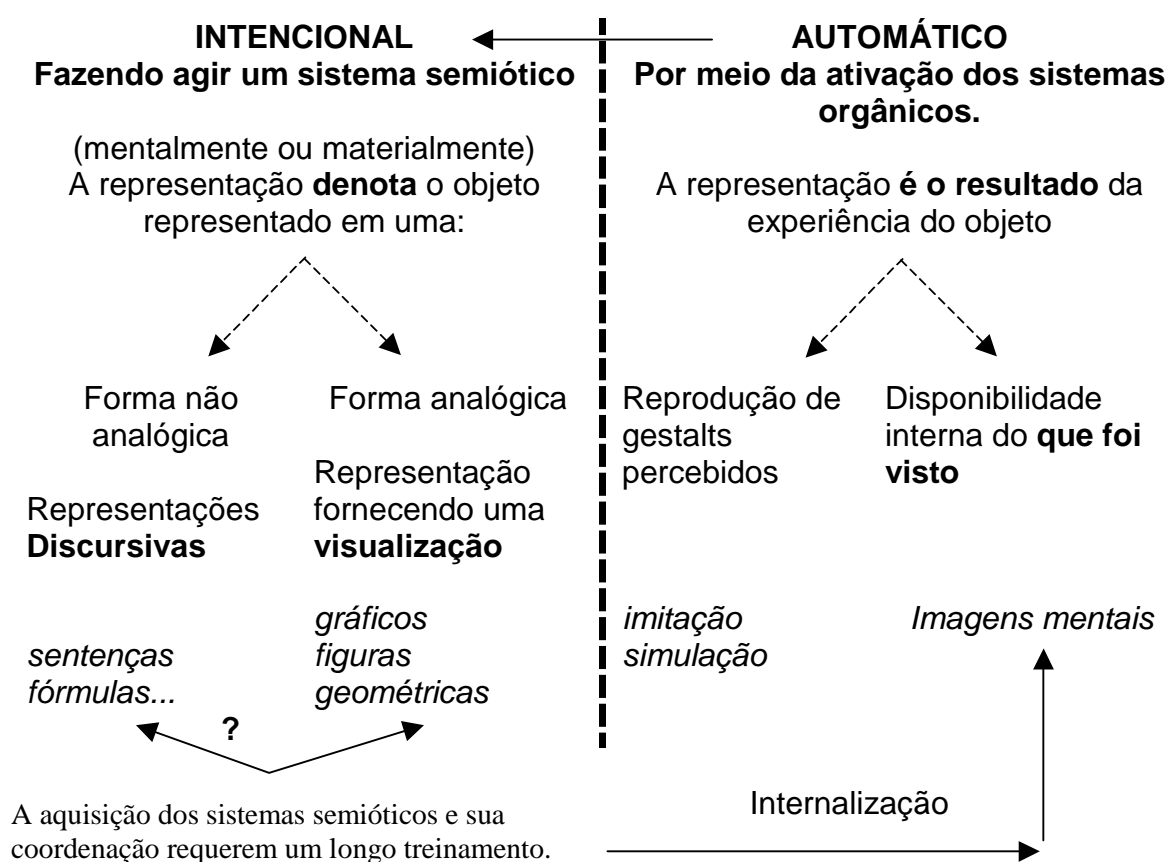 INTENCIONAL
Fazendo agir um sistema semiótico
(mentalmente ou materialmente)
A representação denota o objeto
representado em uma:
Forma não
analógica
Representações
Discursivas
sentenças
fórmulas...
Forma analógica
Representação
fornecendo uma
visualização
gráficos
figuras
geométricas
?
A aquisição dos sistemas semióticos e sua
coordenação requerem um longo treinamento.
AUTOMÁTICO
Por meio da ativação dos sistemas
orgânicos.
A representação é o resultado da
experiência do objeto
Reprodução de
gestalts
percebidos
imitação
simulação
Disponibilidade
interna do que foi
visto
Imagens mentais
Internalização